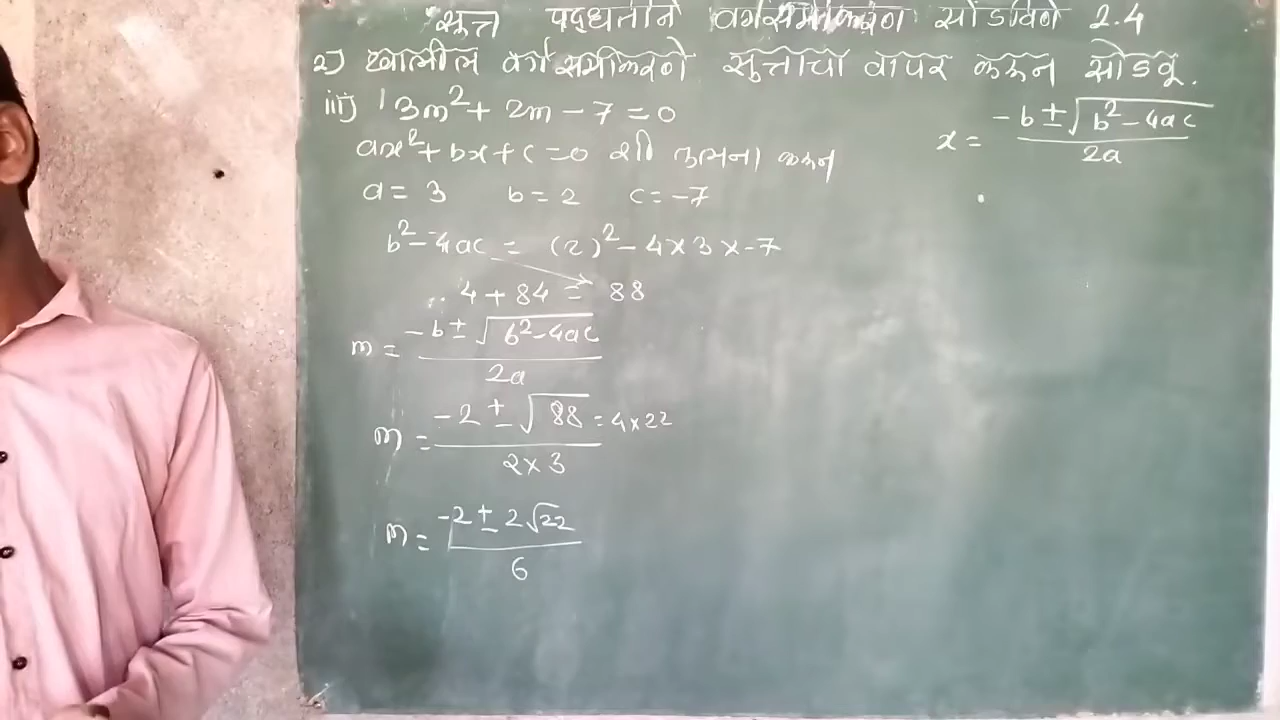 सूत्र पद्धतीने वर्गसमीकरण सोडविणे 2.4
2) खालील वर्गसमीकरणे सूत्राचा वापर करून सोडवू.
iii) 3m²+ 2m − 7 = 0
x = −b ± √b² − 4ac / 2a
ax²+ bx + c = 0 शी तुलना करून
a = 3 b = 2 c = −7
b² − 4ac = (2)² − 4 × 3 × −7
4 + 84 = 88
m = −b ± √b² − 4ac / 2a
m = −2 ± √88 = 4 × 22 / 2 × 3
m = −2 ± 2√22 / 6